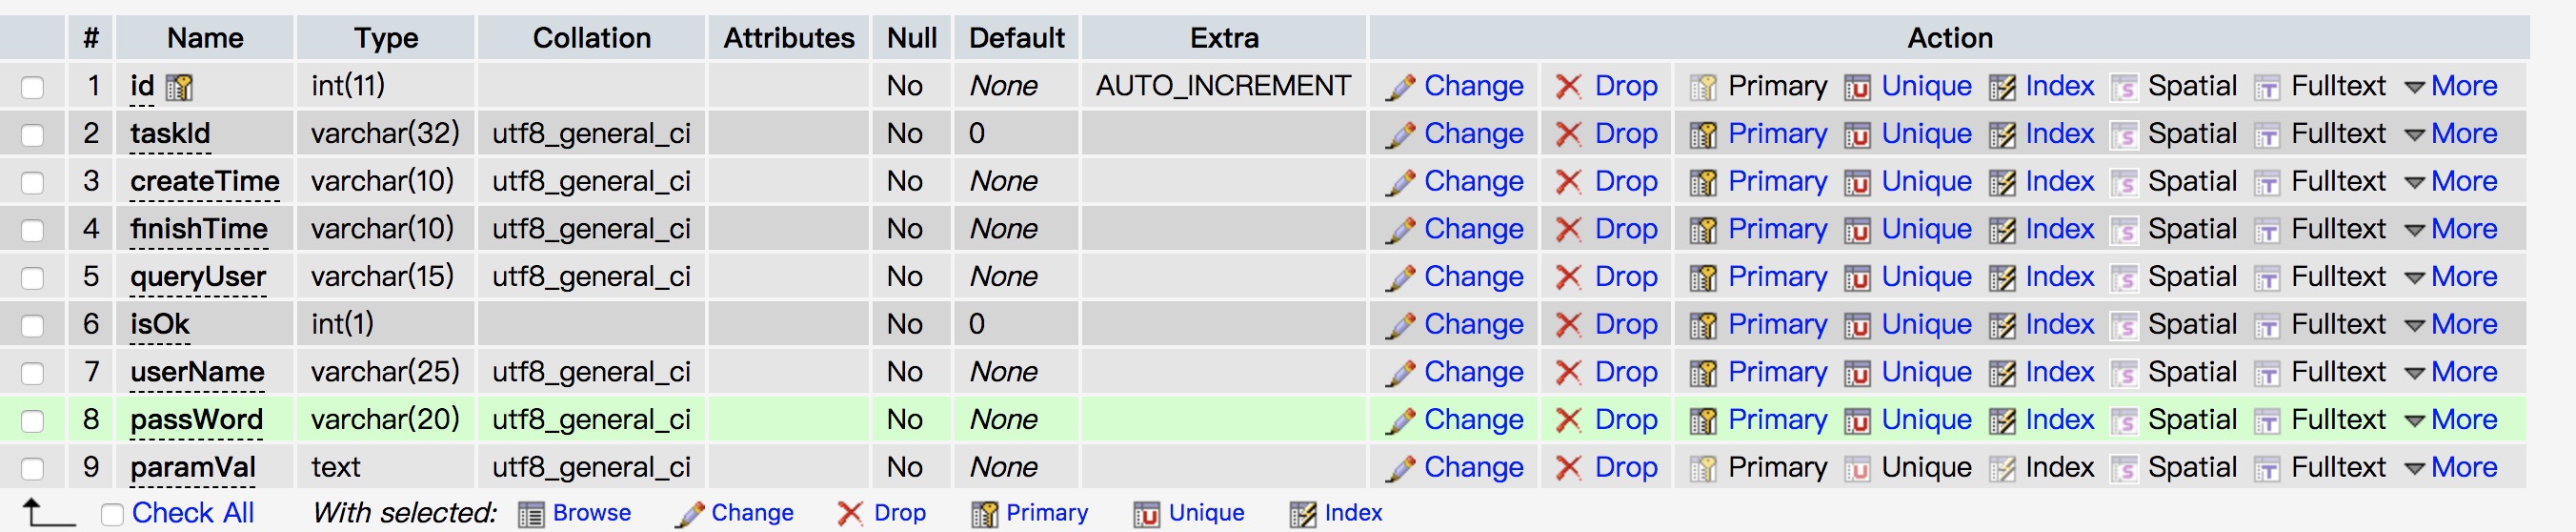 # Name Type Collation Attributes Null Default Extra Action
1 id int(11) No None AUTO_INCREMENT Change Drop Primary Unique Index Spatial Fulltext More
2 taskId varchar(32) utf8_general_ci No 0 Change Drop Primary Unique Index Spatial Fulltext More
3 createTime varchar(10) utf8_general_ci No None Change Drop Primary Unique Index Spatial Fulltext More
4 finishTime varchar(10) utf8_general_ci No None Change Drop Primary Unique Index Spatial Fulltext More
5 queryUser varchar(15) utf8_general_ci No None Change Drop Primary Unique Index Spatial Fulltext More
6 isOk int(1) No 0 Change Drop Primary Unique Index Spatial Fulltext More
7 userName varchar(25) utf8_general_ci No None Change Drop Primary Unique Index Spatial Fulltext More
8 passWord varchar(20) utf8_general_ci No None Change Drop Primary Unique Index Spatial Fulltext More
9 paramVal text utf8_general_ci No None Change Drop Primary Unique Index Spatial Fulltext More
Check All With selected: Browse Change Drop Primary Unique Index